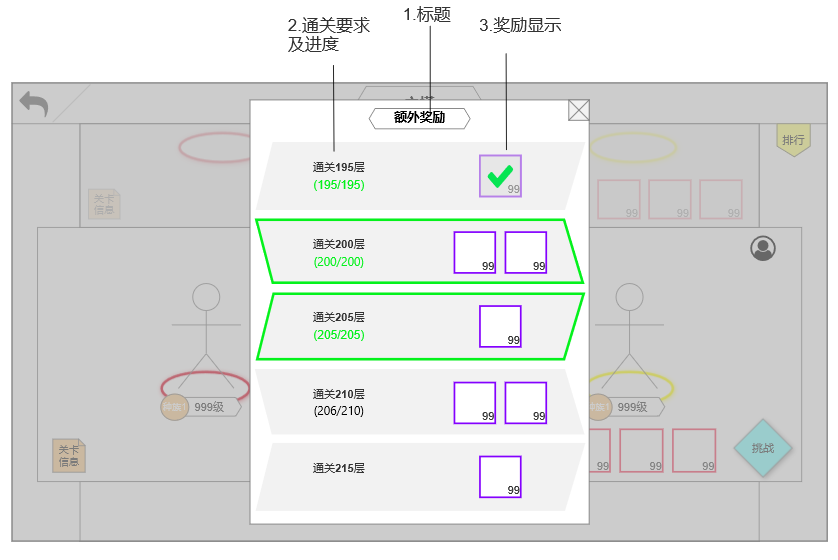 1.标题
2.通关要求
及进度
3.奖励显示
额外奖励
排行
通关195层
(195/195)
99
关卡
信息
99
99
99
通关200层
(200/200)
99
99
通关205层
(205/205)
99
999级
999级
通关210层
(206/210)
99
99
关卡
信息
通关215层
99
99
99
99
挑战